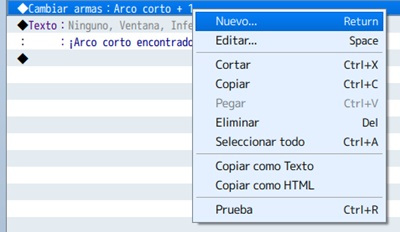 ◆Cambiar armas：Arco corto + 1
◆Texto：Ninguno, Ventana, Infe
：　　：¡Arco corto encontrado
◆
Nuevo... Return
Editar... Space
Cortar Ctrl+X
Copiar Ctrl+C
Pegar Ctrl+V
Eliminar Del
Seleccionar todo Ctrl+A
Copiar como Texto
Copiar como HTML
Prueba Ctrl+R